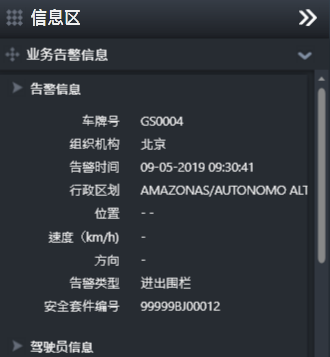 信息区
业务告警信息
告警信息
车牌号 GS0004
组织机构 北京
告警时间 09-05-2019 09:30:41
行政区划 AMAZONAS/AUTONOMO ALT
位置 - -
速度（km/h) -
方向 -
告警类型 进出围栏
安全套件编号 99999BJ00012
驾驶员信息